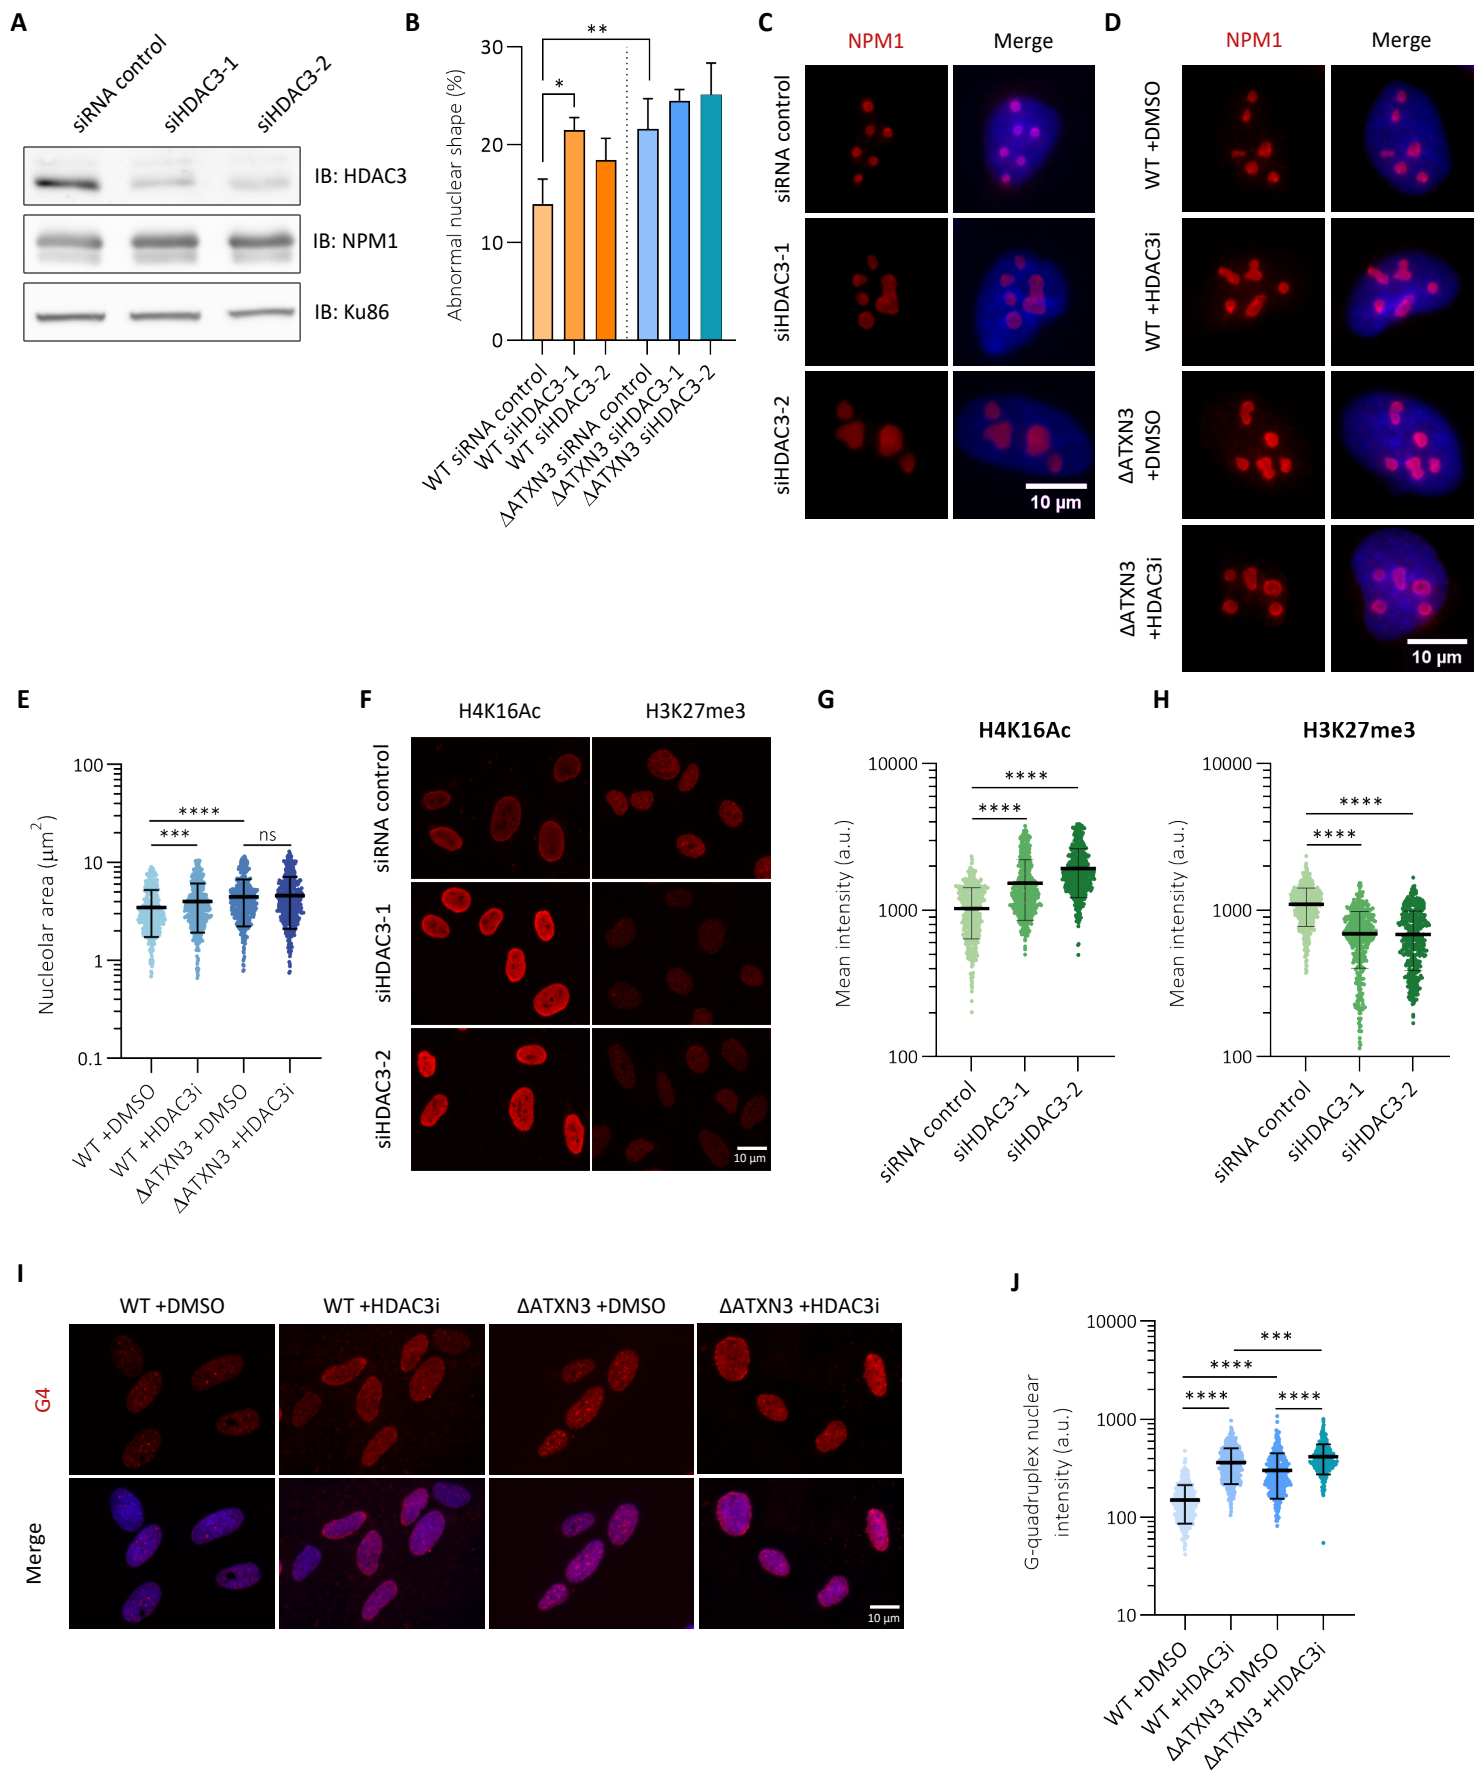 A
siRNA control
siHDAC3-1
siHDAC3-2
IB: HDAC3
IB: NPM1
IB: Ku86
B
Abnormal nuclear shape (%)
30
20
10
0
**
*
WT siRNA control
WT siHDAC3-1
WT siHDAC3-2
ΔATXN3 siRNA control
ΔATXN3 siHDAC3-1
ΔATXN3 siHDAC3-2
C
NPM1
Merge
siRNA control
siHDAC3-1
siHDAC3-2
10 µm
D
NPM1
Merge
WT +DMSO
WT +HDAC3i
ΔATXN3
+DMSO
ΔATXN3
+HDAC3i
10 µm
E
Nucleolar area (µm²)
100
10
1
0.1
****
***
ns
WT +DMSO
WT +HDAC3i
ΔATXN3 +DMSO
ΔATXN3 +HDAC3i
F
H4K16Ac
H3K27me3
siRNA control
siHDAC3-1
siHDAC3-2
10 µm
G
H4K16Ac
Mean intensity (a.u.)
10000
1000
100
****
****
siRNA control
siHDAC3-1
siHDAC3-2
H
H3K27me3
Mean intensity (a.u.)
10000
1000
100
****
****
siRNA control
siHDAC3-1
siHDAC3-2
I
WT +DMSO
WT +HDAC3i
ΔATXN3 +DMSO
ΔATXN3 +HDAC3i
G4
Merge
10 µm
J
G-quadruplex nuclear
intensity (a.u.)
10000
1000
100
10
***
****
****
****
WT +DMSO
WT +HDAC3i
ΔATXN3 +DMSO
ΔATXN3 +HDAC3i